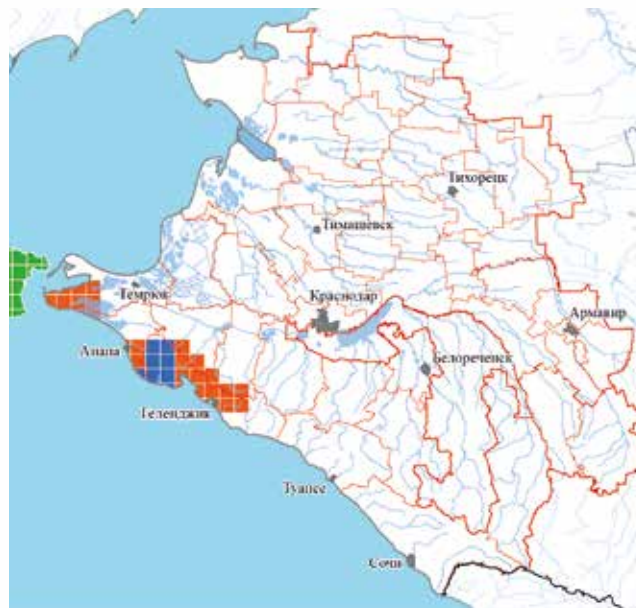 Тихорецк
Тимашевск
Темрюк
Краснодар
Армавир
Анапа
Белореченск
Геленджик
Туапсе
Сочи